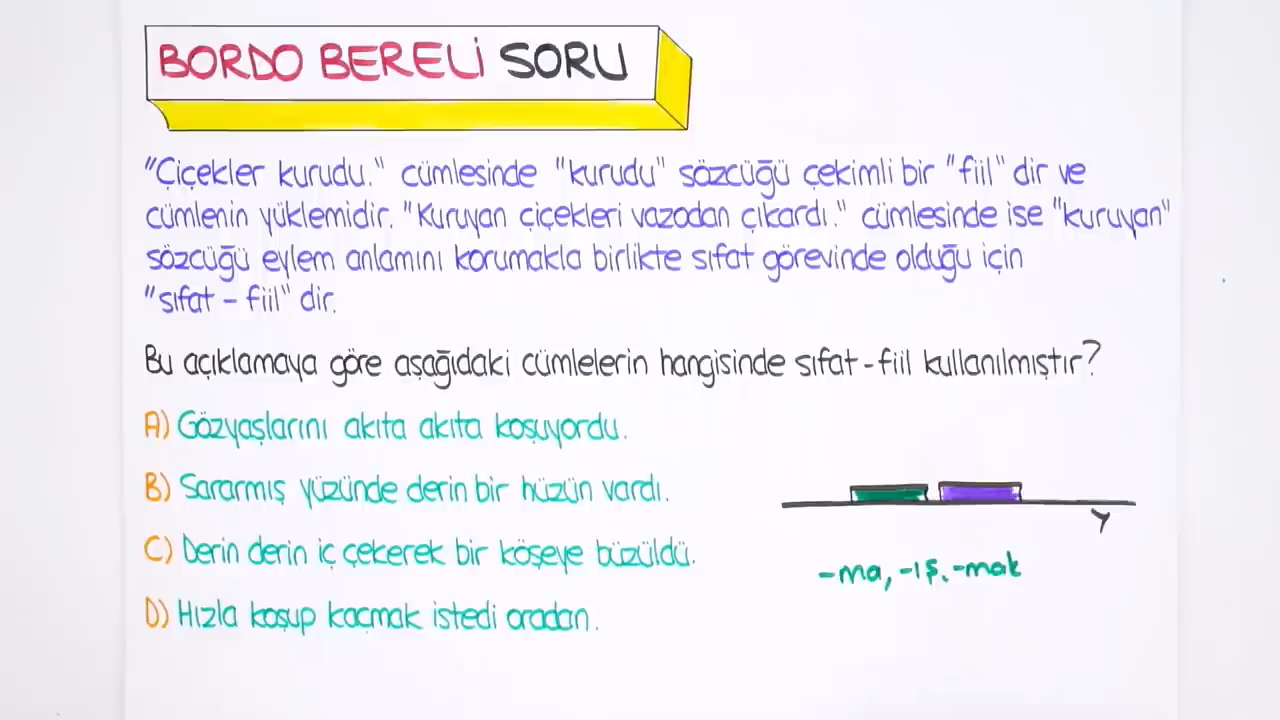 BORDO BERELİ SORU
"Çiçekler kurudu." cümlesinde "kurudu" sözcüğü çekimli bir "fiil" dir ve
cümlenin yüklemidir. "Kuruyan çiçekleri vazodan çıkardı." cümlesinde ise "kuruyan"
sözcüğü eylem anlamını korumakla birlikte sıfat görevinde olduğu için
"sıfat - fiil" dir.
Bu açıklamaya göre aşağıdaki cümlelerin hangisinde sıfat-fiil kullanılmıştır?
A) Gözyaşlarını akıta akıta koşuyordu.
B) Sararmış yüzünde derin bir hüzün vardı.
C) Derin derin iç çekerek bir köşeye büzüldü.
D) Hızla koşup kaçmak istedi oradan.
Y
-ma, -ış, -mak